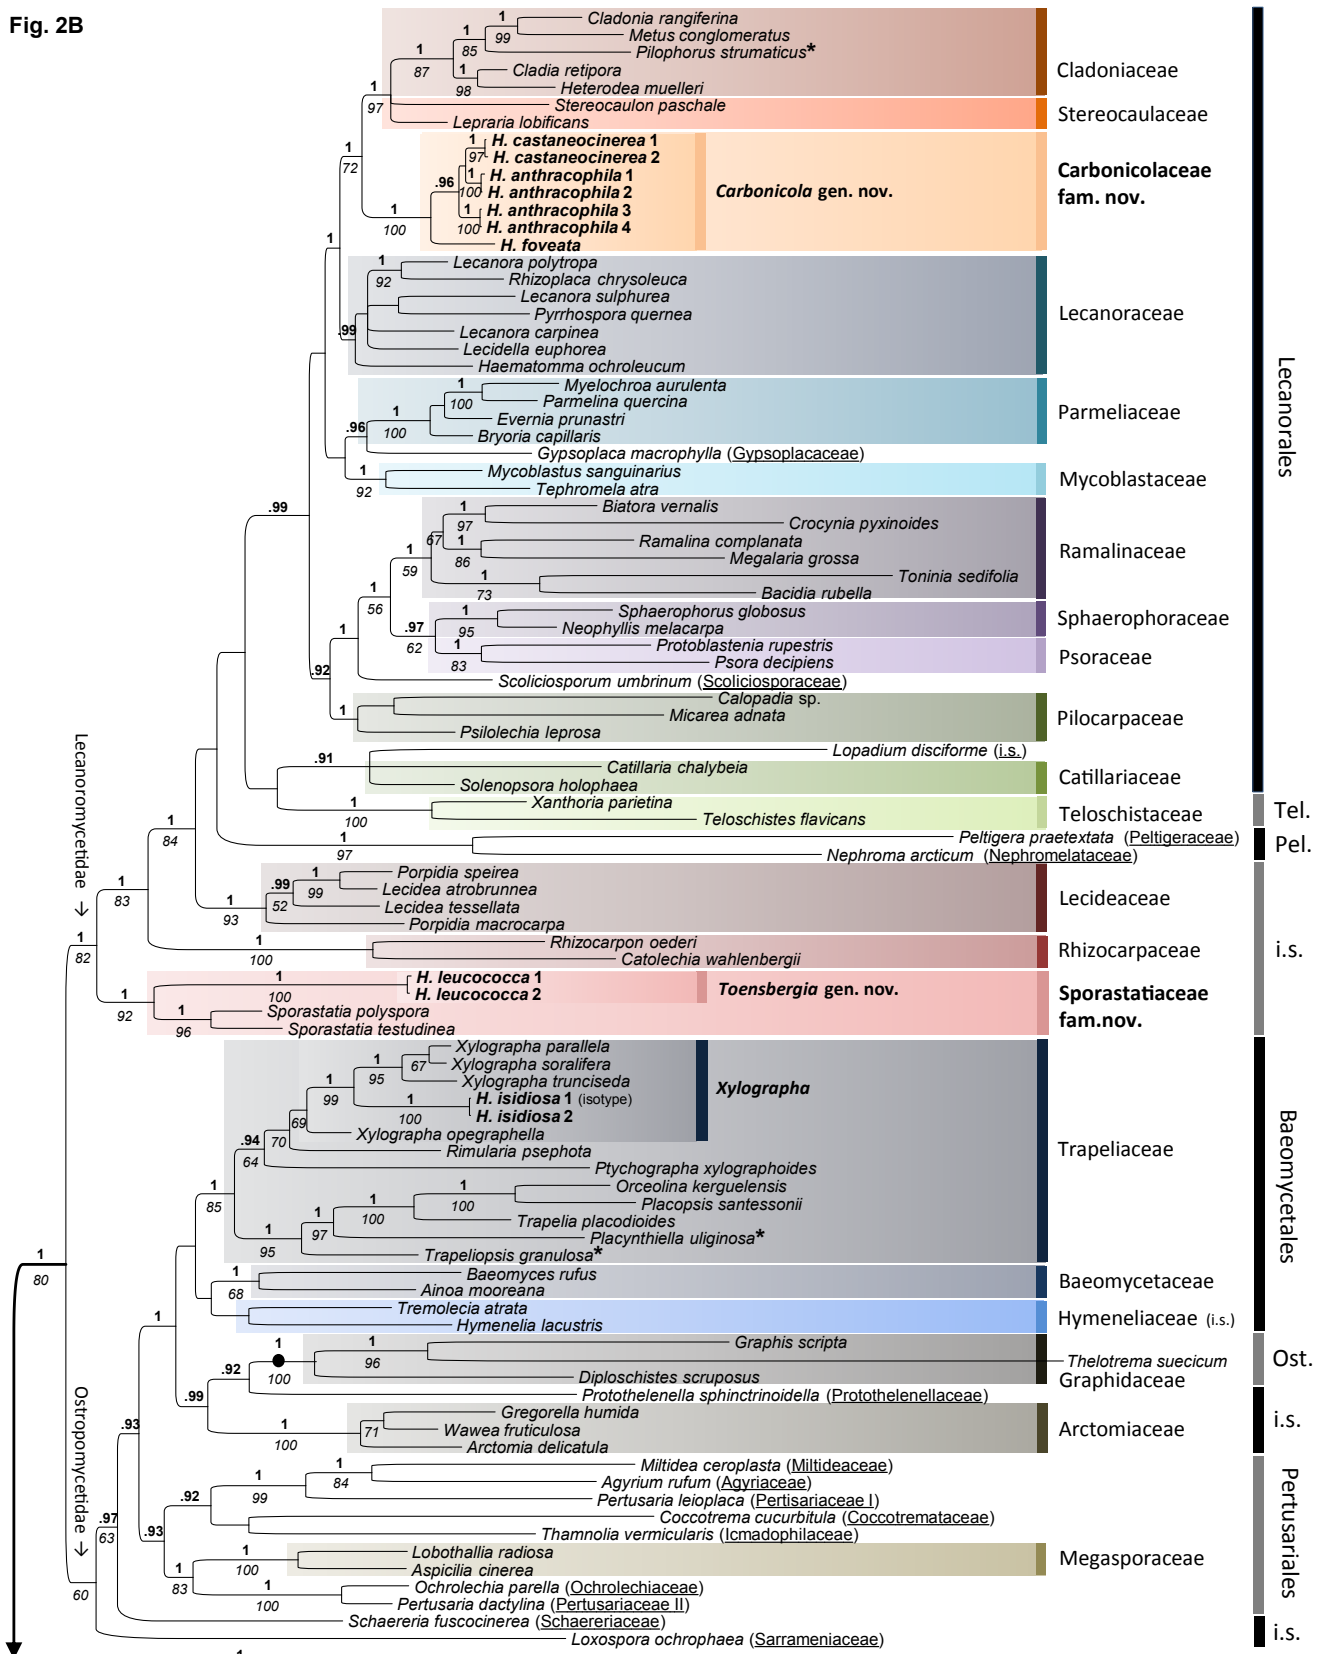 Fig. 2B
Cladonia rangiferina
Metus conglomeratus
Pilophorus strumaticus*
Cladia retipora
Heterodea muelleri
Cladoniaceae
1
99
1
85
1
87
1
98
Stereocaulon paschale
Lepraria lobificans
Stereocaulaceae
1
97
H. castaneocinerea 1
H. castaneocinerea 2
H. anthracophila 1
H. anthracophila 2
H. anthracophila 3
H. anthracophila 4
H. foveata
Carbonicola gen. nov.
Carbonicolaceae
fam. nov.
1
97
1
100
.96
1
100
1
100
1
72
Lecanora polytropa
Rhizoplaca chrysoleuca
Lecanora sulphurea
Pyrrhospora quernea
Lecanora carpinea
Lecidella euphorea
Haematomma ochroleucum
Lecanoraceae
1
1
92
.99
Myelochroa aurulenta
Parmelina quercina
Evernia prunastri
Bryoria capillaris
Parmeliaceae
1
100
1
100
.96
Gypsoplaca macrophylla (Gypsoplacaceae)
Mycoblastus sanguinarius
Tephromela atra
Mycoblastaceae
1
92
Lecanorales
.99
Biatora vernalis
Crocynia pyxinoides
Ramalina complanata
Megalaria grossa
Toninia sedifolia
Bacidia rubella
Ramalinaceae
1
97
67
1
86
1
59
1
73
Sphaerophorus globosus
Neophyllis melacarpa
Sphaerophoraceae
1
56
1
95
.97
62
Protoblastenia rupestris
Psora decipiens
Psoraceae
1
83
1
Scoliciosporum umbrinum (Scoliciosporaceae)
.92
Calopadia sp.
Micarea adnata
Psilolechia leprosa
Pilocarpaceae
1
Lopadium disciforme (i.s.)
Catillaria chalybeia
Solenopsora holophaea
Catillariaceae
.91
Xanthoria parietina
Teloschistes flavicans
Teloschistaceae
Tel.
1
100
Peltigera praetextata (Peltigeraceae)
Nephroma arcticum (Nephromelataceae)
Pel.
1
97
1
84
Lecanoromycetidae →
Porpidia speirea
Lecidea atrobrunnea
Lecidea tessellata
Porpidia macrocarpa
Lecideaceae
.99
99
52
1
93
1
83
Rhizocarpon oederi
Catolechia wahlenbergii
Rhizocarpaceae
i.s.
1
100
1
82
H. leucococca 1
H. leucococca 2
Toensbergia gen. nov.
Sporastatia polyspora
Sporastatia testudinea
Sporastatiaceae
fam.nov.
1
100
1
92
1
96
Xylographa parallela
Xylographa soralifera
Xylographa trunciseda
H. isidiosa 1 (isotype)
H. isidiosa 2
Xylographa opegraphella
Xylographa
67
1
95
1
99
1
100
69
Rimularia psephota
Ptychographa xylographoides
Orceolina kerguelensis
Placopsis santessonii
Trapelia placodioides
Placynthiella uliginosa*
Trapeliopsis granulosa*
Trapeliaceae
70
.94
64
1
100
1
100
1
97
1
95
1
85
Baeomycetales
Baeomyces rufus
Ainoa mooreana
Baeomycetaceae
1
68
Tremolecia atrata
Hymenelia lacustris
Hymeneliaceae (i.s.)
1
80
1
Graphis scripta
Thelotrema suecicum
Diploschistes scruposus
Graphidaceae
Ost.
1
96
1
100
.92
Protothelenella sphinctrinoidella (Protothelenellaceae)
.99
Gregorella humida
Wawea fruticulosa
Arctomia delicatula
Arctomiaceae
i.s.
71
1
100
.93
Ostropomycetidae →
Miltidea ceroplasta (Miltideaceae)
Agyrium rufum (Agyriaceae)
Pertusaria leioplaca (Pertisariaceae I)
Coccotrema cucurbitula (Coccotremataceae)
Thamnolia vermicularis (Icmadophilaceae)
1
84
1
99
.92
.93
.97
63
Pertusariales
Lobothallia radiosa
Aspicilia cinerea
Megasporaceae
1
100
1
83
Ochrolechia parella (Ochrolechiaceae)
Pertusaria dactylina (Pertusariaceae II)
1
100
60
Schaereria fuscocinerea (Schaereriaceae)
Loxospora ochrophaea (Sarrameniaceae)
i.s.
1